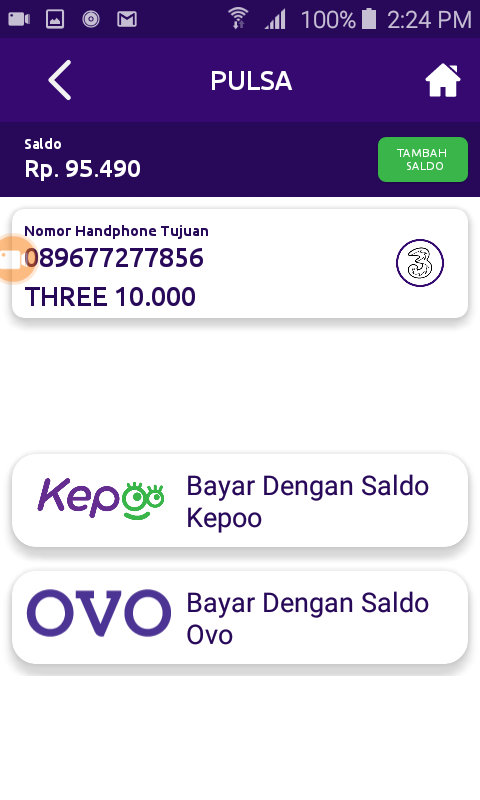 100% 2:24 PM
PULSA
Saldo
Rp. 95.490
TAMBAH
SALDO
Nomor Handphone Tujuan
089677277856
3
THREE 10.000
Kepoo
Bayar Dengan Saldo
Kepoo
OVO
Bayar Dengan Saldo
Ovo